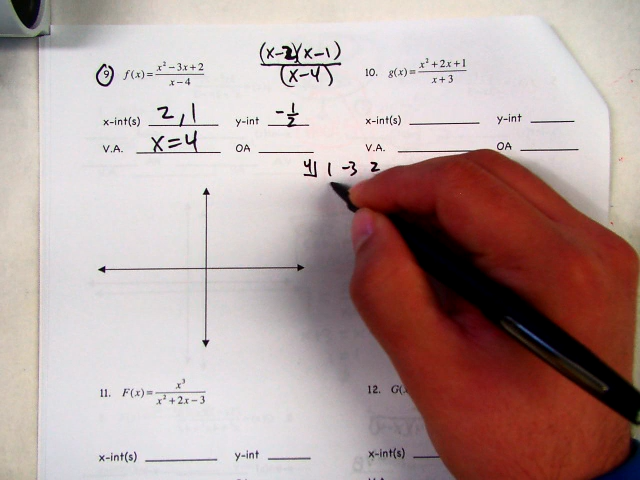 (x-2)(x-1)
(x-4)
9 f(x)= x² − 3x + 2 / x − 4
10. g(x)= x² + 2x + 1 / x + 3
x-int(s) 2, 1 y-int -1/2
x-int(s) y-int
V.A. x=4 OA
V.A. OA
4| 1 -3 2
11. F(x)= x³ / x² + 2x − 3
12.
x-int(s) y-int
x-int(s)